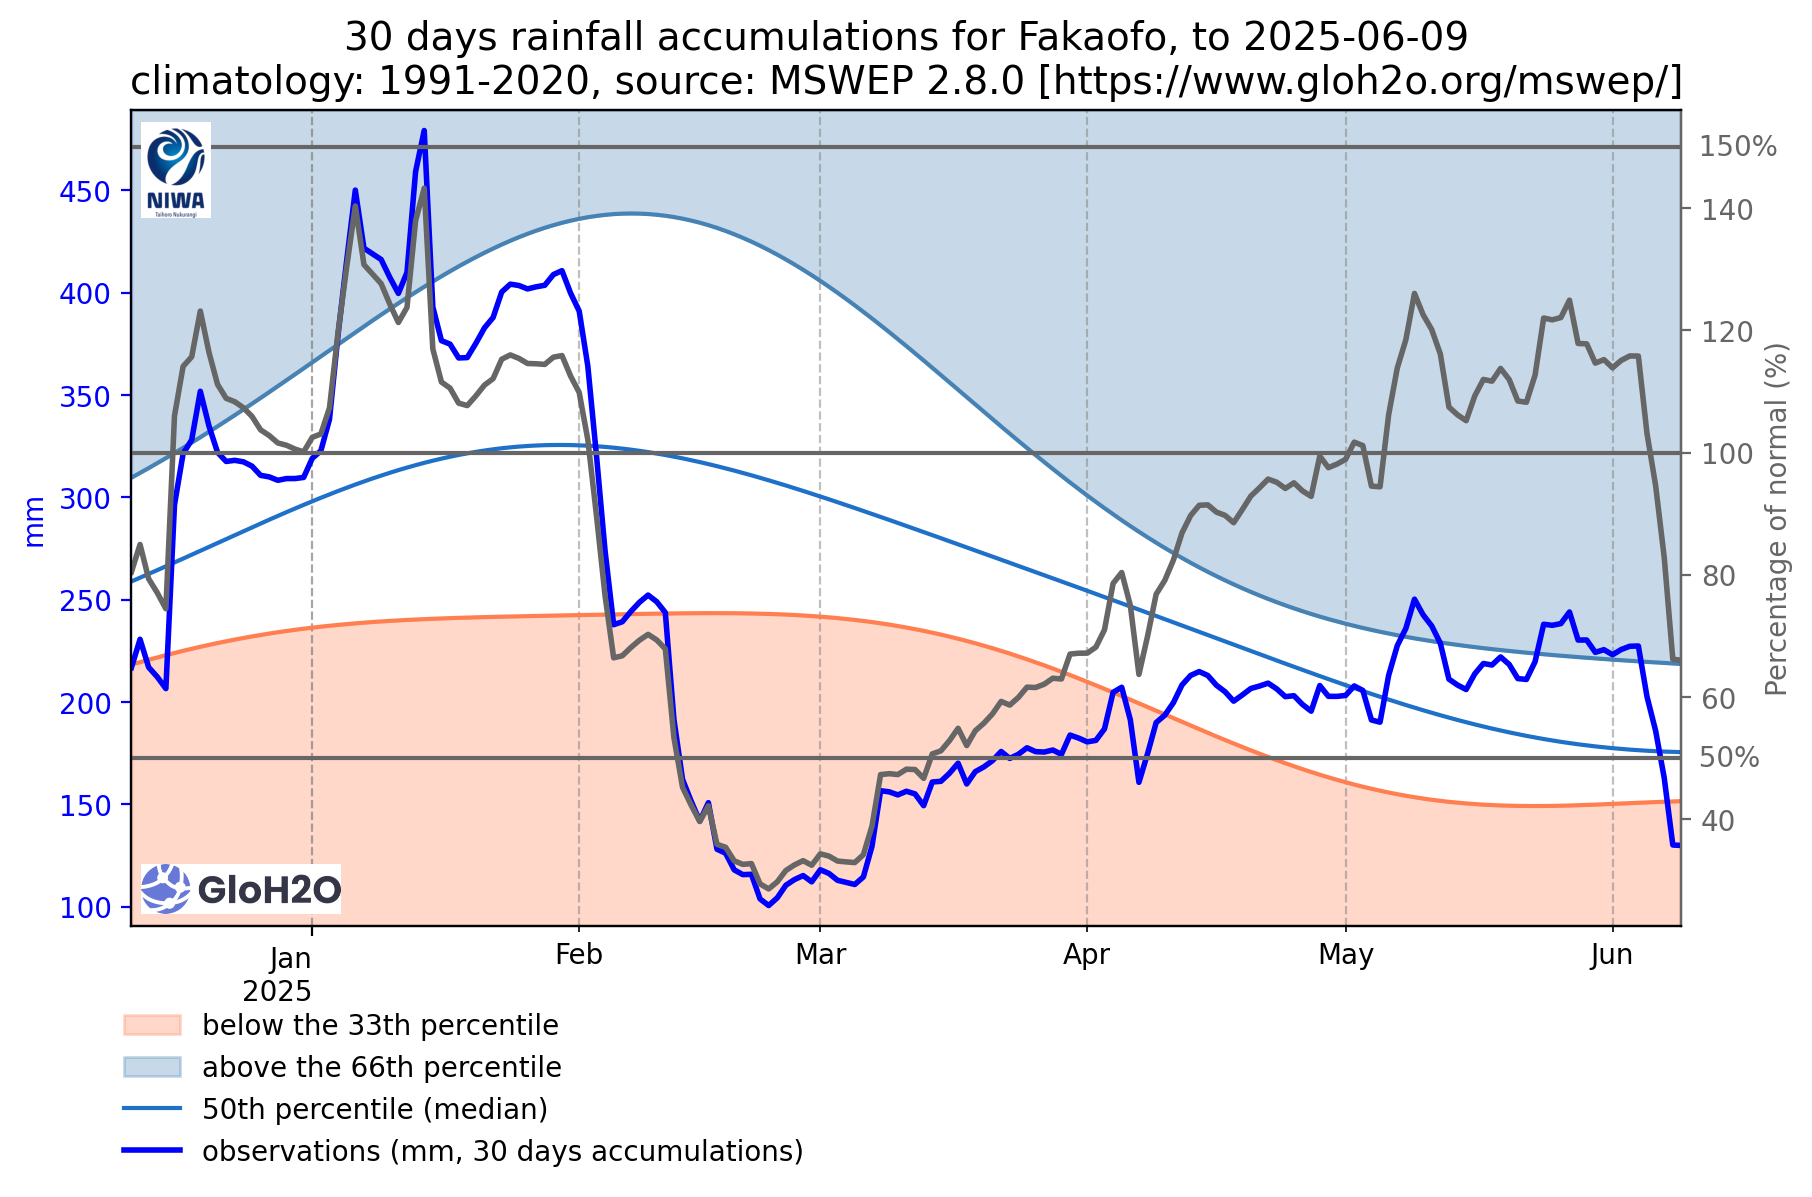 30 days rainfall accumulations for Fakaofo, to 2025-06-09
climatology: 1991-2020, source: MSWEP 2.8.0 [https://www.gloh2o.org/mswep/]
NIWA
Taihoro Nukurangi
450
400
350
300
250
200
150
100
mm
150%
140
120
100
80
60
50%
40
Percentage of normal (%)
GloH2O
Jan
2025
Feb
Mar
Apr
May
Jun
below the 33th percentile
above the 66th percentile
50th percentile (median)
observations (mm, 30 days accumulations)